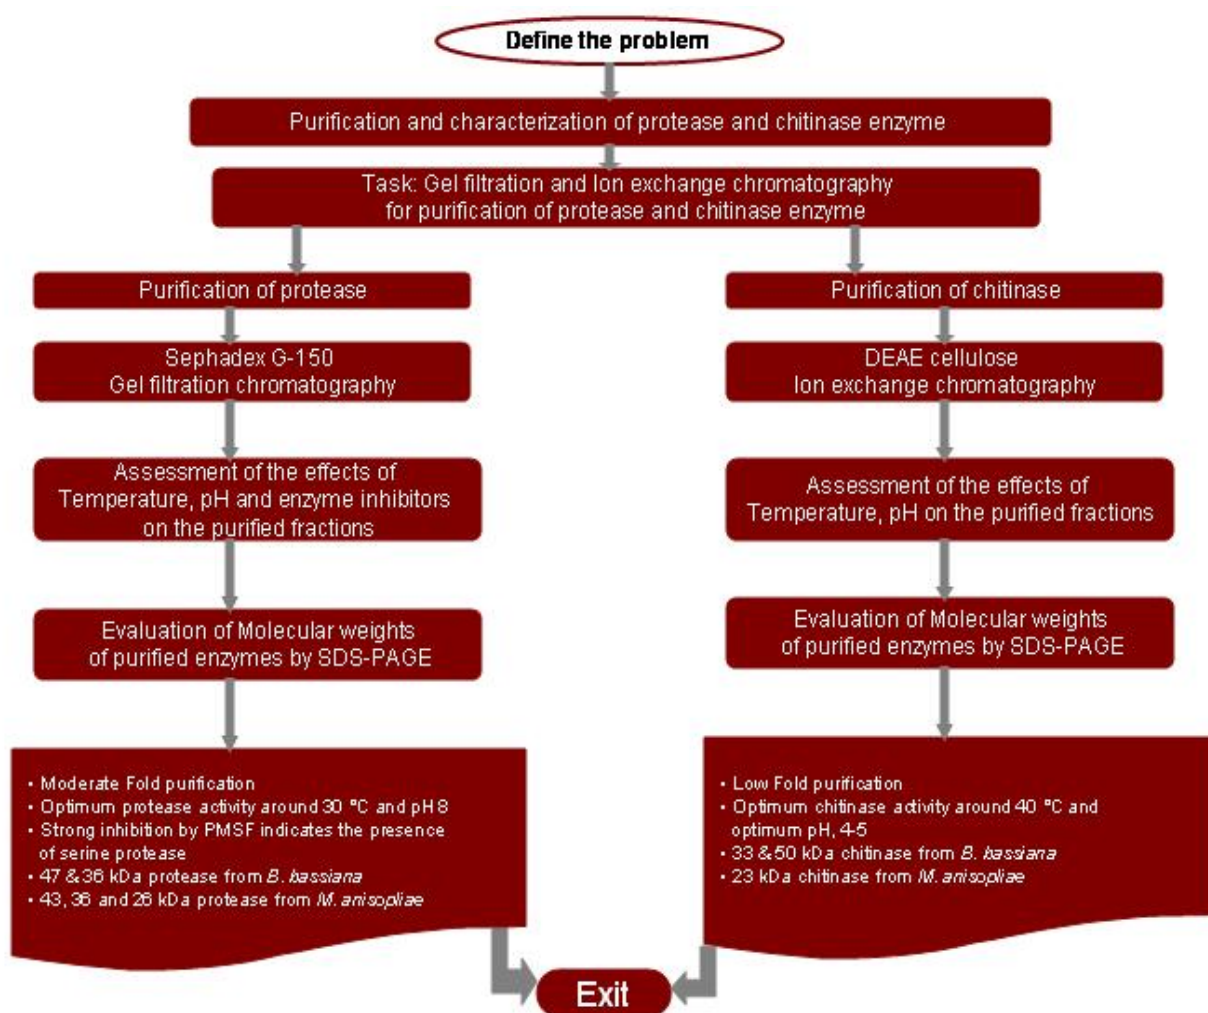 Define the problem
Purification and characterization of protease and chitinase enzyme
Task: Gel filtration and Ion exchange chromatography
for purification of protease and chitinase enzyme
Purification of protease
Sephadex G-150
Gel filtration chromatography
Assessment of the effects of
Temperature, pH and enzyme inhibitors
on the purified fractions
Evaluation of Molecular weights
of purified enzymes by SDS-PAGE
• Moderate Fold purification
• Optimum protease activity around 30 °C and pH 8
• Strong inhibition by PMSF indicates the presence
of serine protease
• 47 & 36 kDa protease from B. bassiana
• 43, 36 and 26 kDa protease from M. anisopliae
Purification of chitinase
DEAE cellulose
Ion exchange chromatography
Assessment of the effects of
Temperature, pH on the purified fractions
Evaluation of Molecular weights
of purified enzymes by SDS-PAGE
• Low Fold purification
• Optimum chitinase activity around 40 °C and
optimum pH, 4-5
• 33 & 50 kDa chitinase from B. bassiana
• 23 kDa chitinase from M. anisopliae
Exit